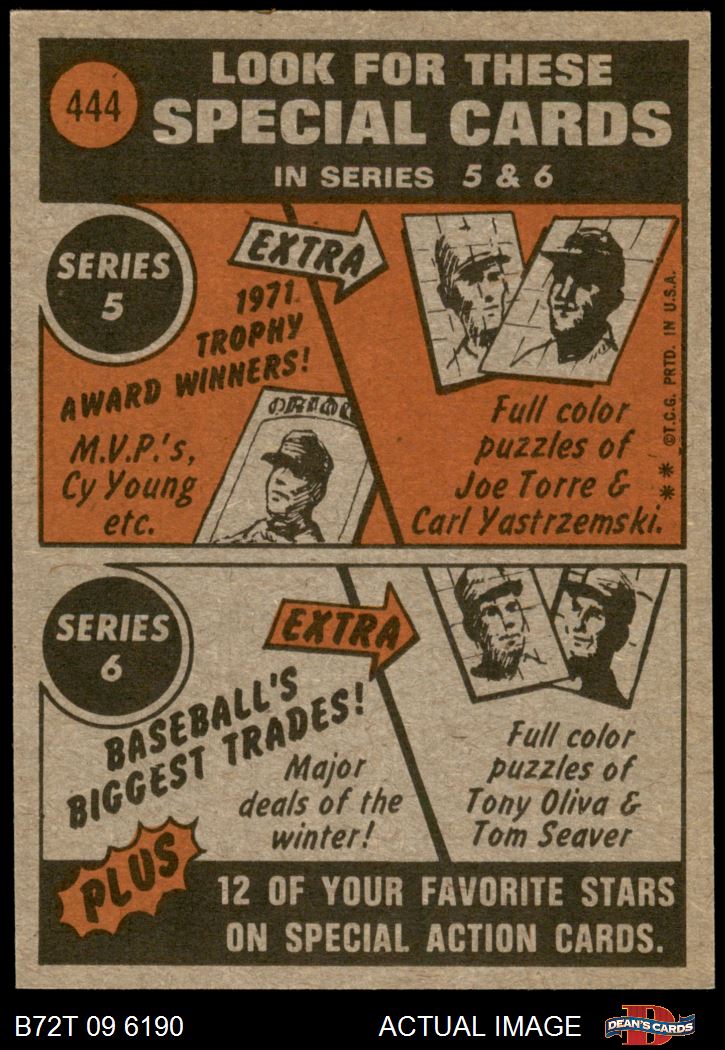 444
LOOK FOR THESE
SPECIAL CARDS
IN SERIES 5 & 6
SERIES
5
EXTRA
1971
TROPHY
AWARD WINNERS!
M.V.P.'s,
Cy Young
etc.
Full color
puzzles of
Joe Torre &
Carl Yastrzemski.
©T.C.G. PRTD. IN U.S.A.
**
SERIES
6
EXTRA
BASEBALL'S
BIGGEST TRADES!
Major
deals of the
winter!
Full color
puzzles of
Tony Oliva &
Tom Seaver
PLUS
12 OF YOUR FAVORITE STARS
ON SPECIAL ACTION CARDS.
B72T 09 6190
ACTUAL IMAGE
D
DEAN'S CARDS